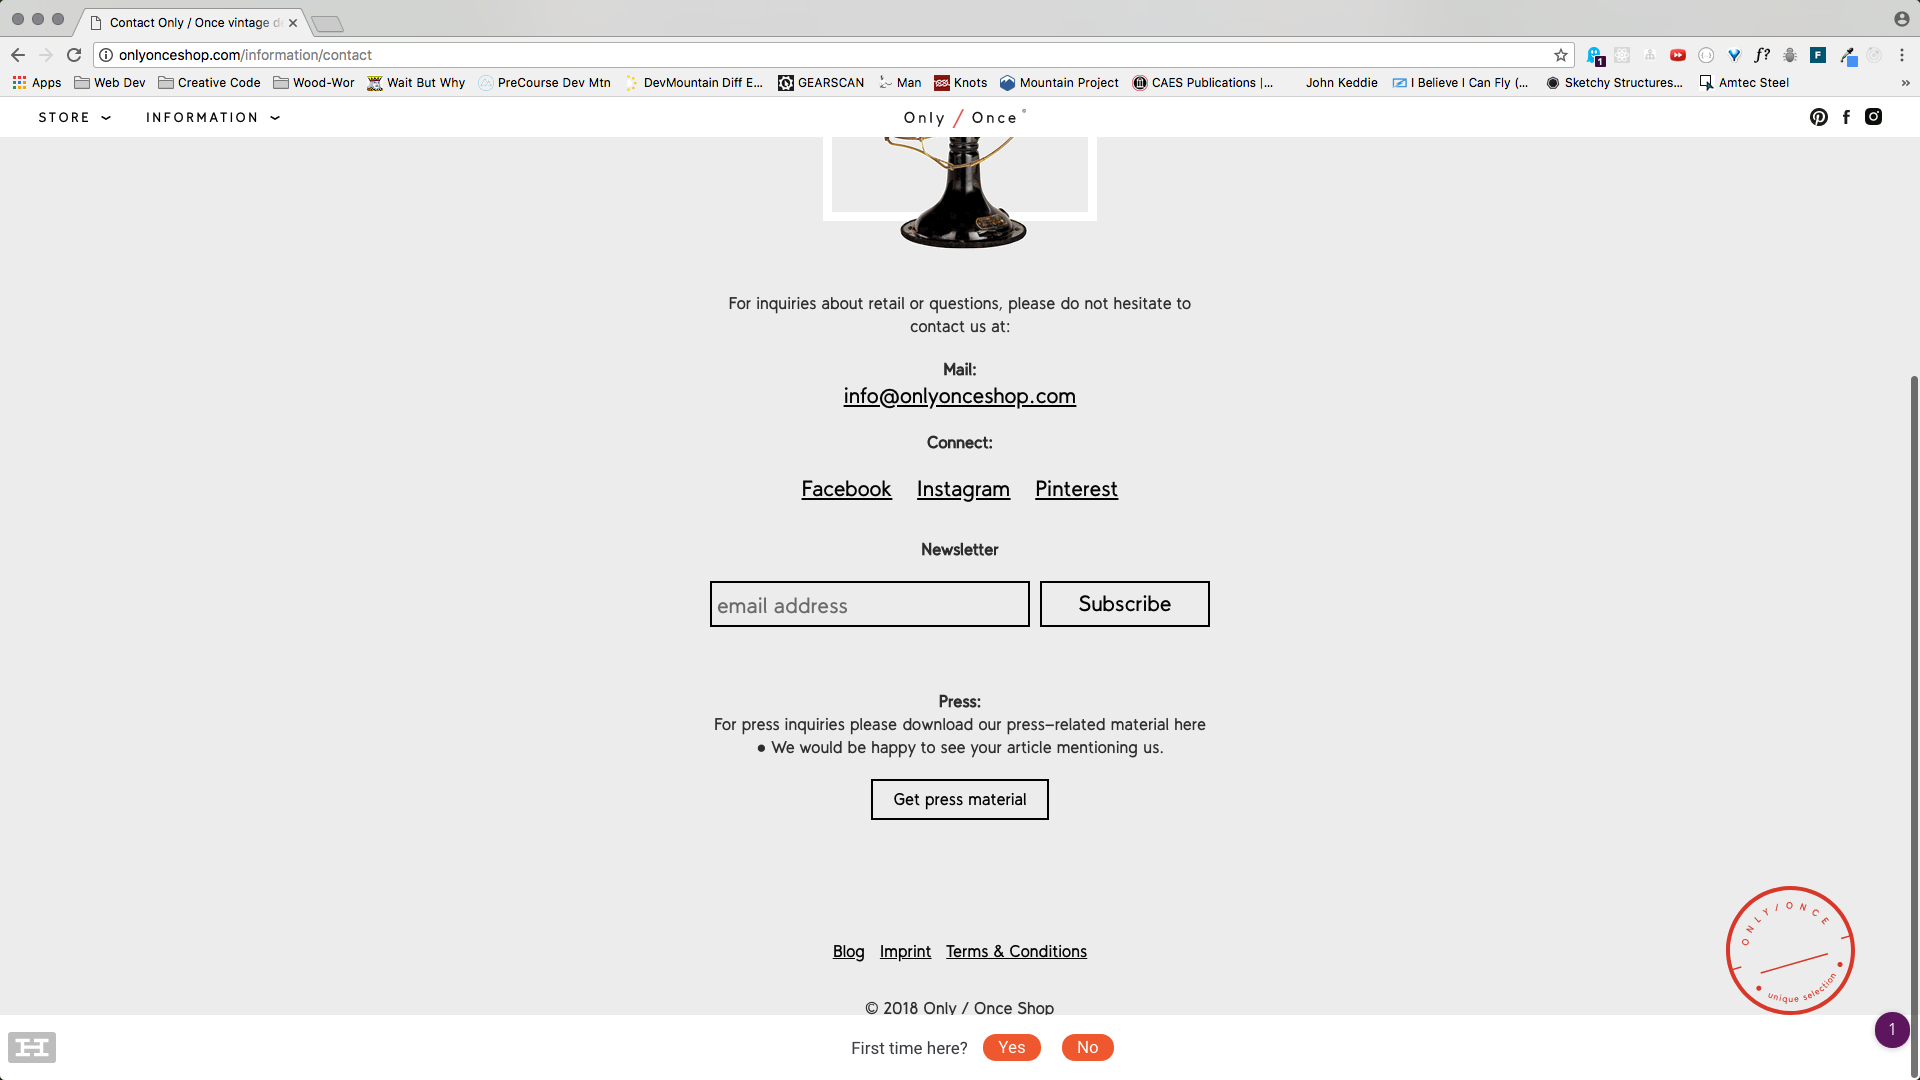 Contact Only / Once vintage de
onlyonceshop.com/information/contact
Apps Web Dev Creative Code Wood-Wor Wait But Why PreCourse Dev Mtn DevMountain Diff E... GEARSCAN Man Knots Mountain Project CAES Publications |... John Keddie I Believe I Can Fly (... Sketchy Structures... Amtec Steel »
STORE INFORMATION Only / Once
For inquiries about retail or questions, please do not hesitate to
contact us at:
Mail:
info@onlyonceshop.com
Connect:
Facebook Instagram Pinterest
Newsletter
email address Subscribe
Press:
For press inquiries please download our press–related material here
● We would be happy to see your article mentioning us.
Get press material
ONLY/ONCE
unique selection
Blog Imprint Terms & Conditions
© 2018 Only / Once Shop
First time here? Yes No
1